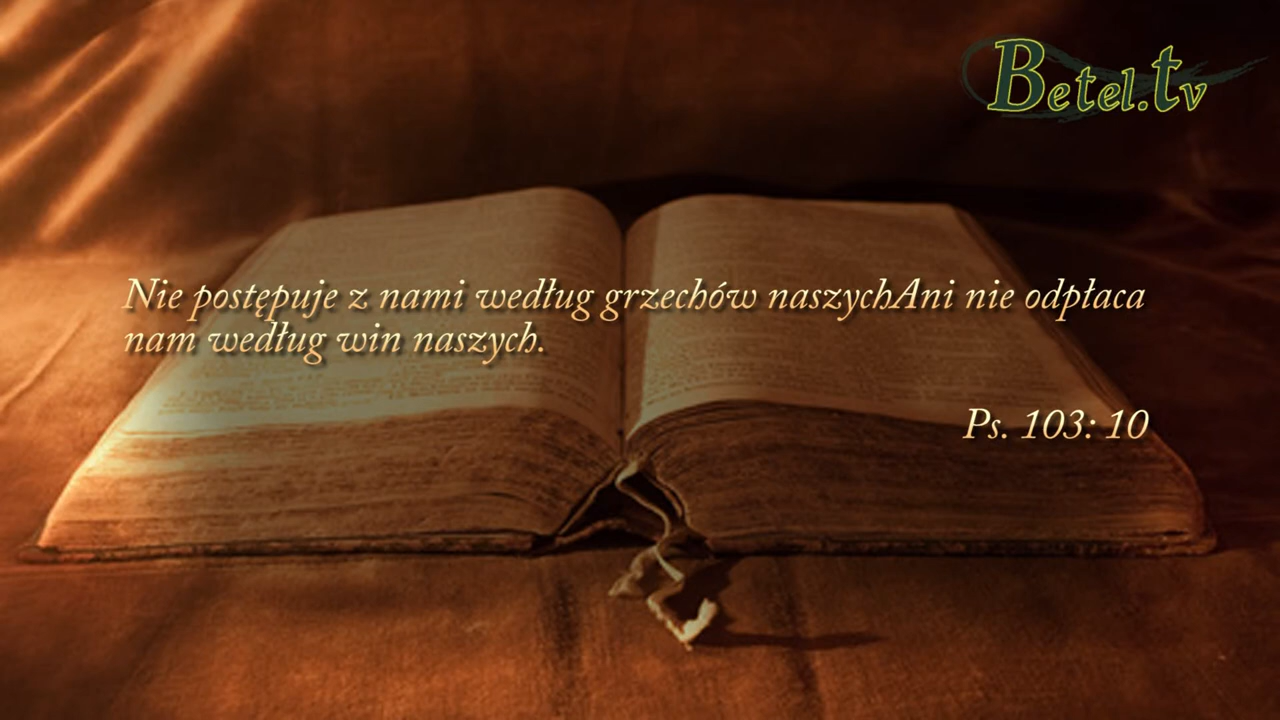 Betel.tv
Nie postępuje z nami według grzechów naszychAni nie odpłaca
nam według win naszych.
Ps. 103: 10